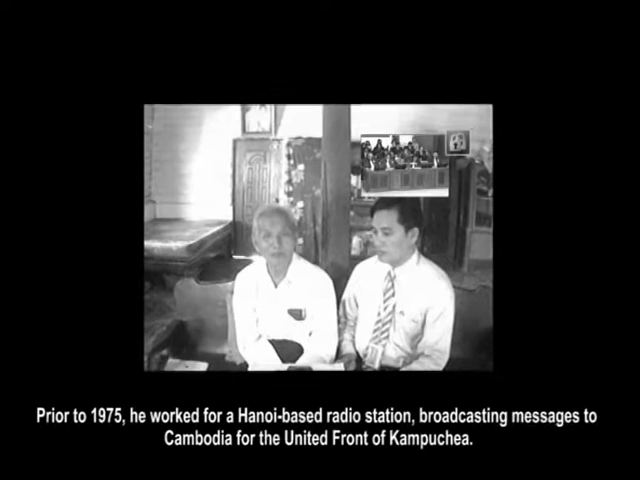 Prior to 1975, he worked for a Hanoi-based radio station, broadcasting messages to
Cambodia for the United Front of Kampuchea.